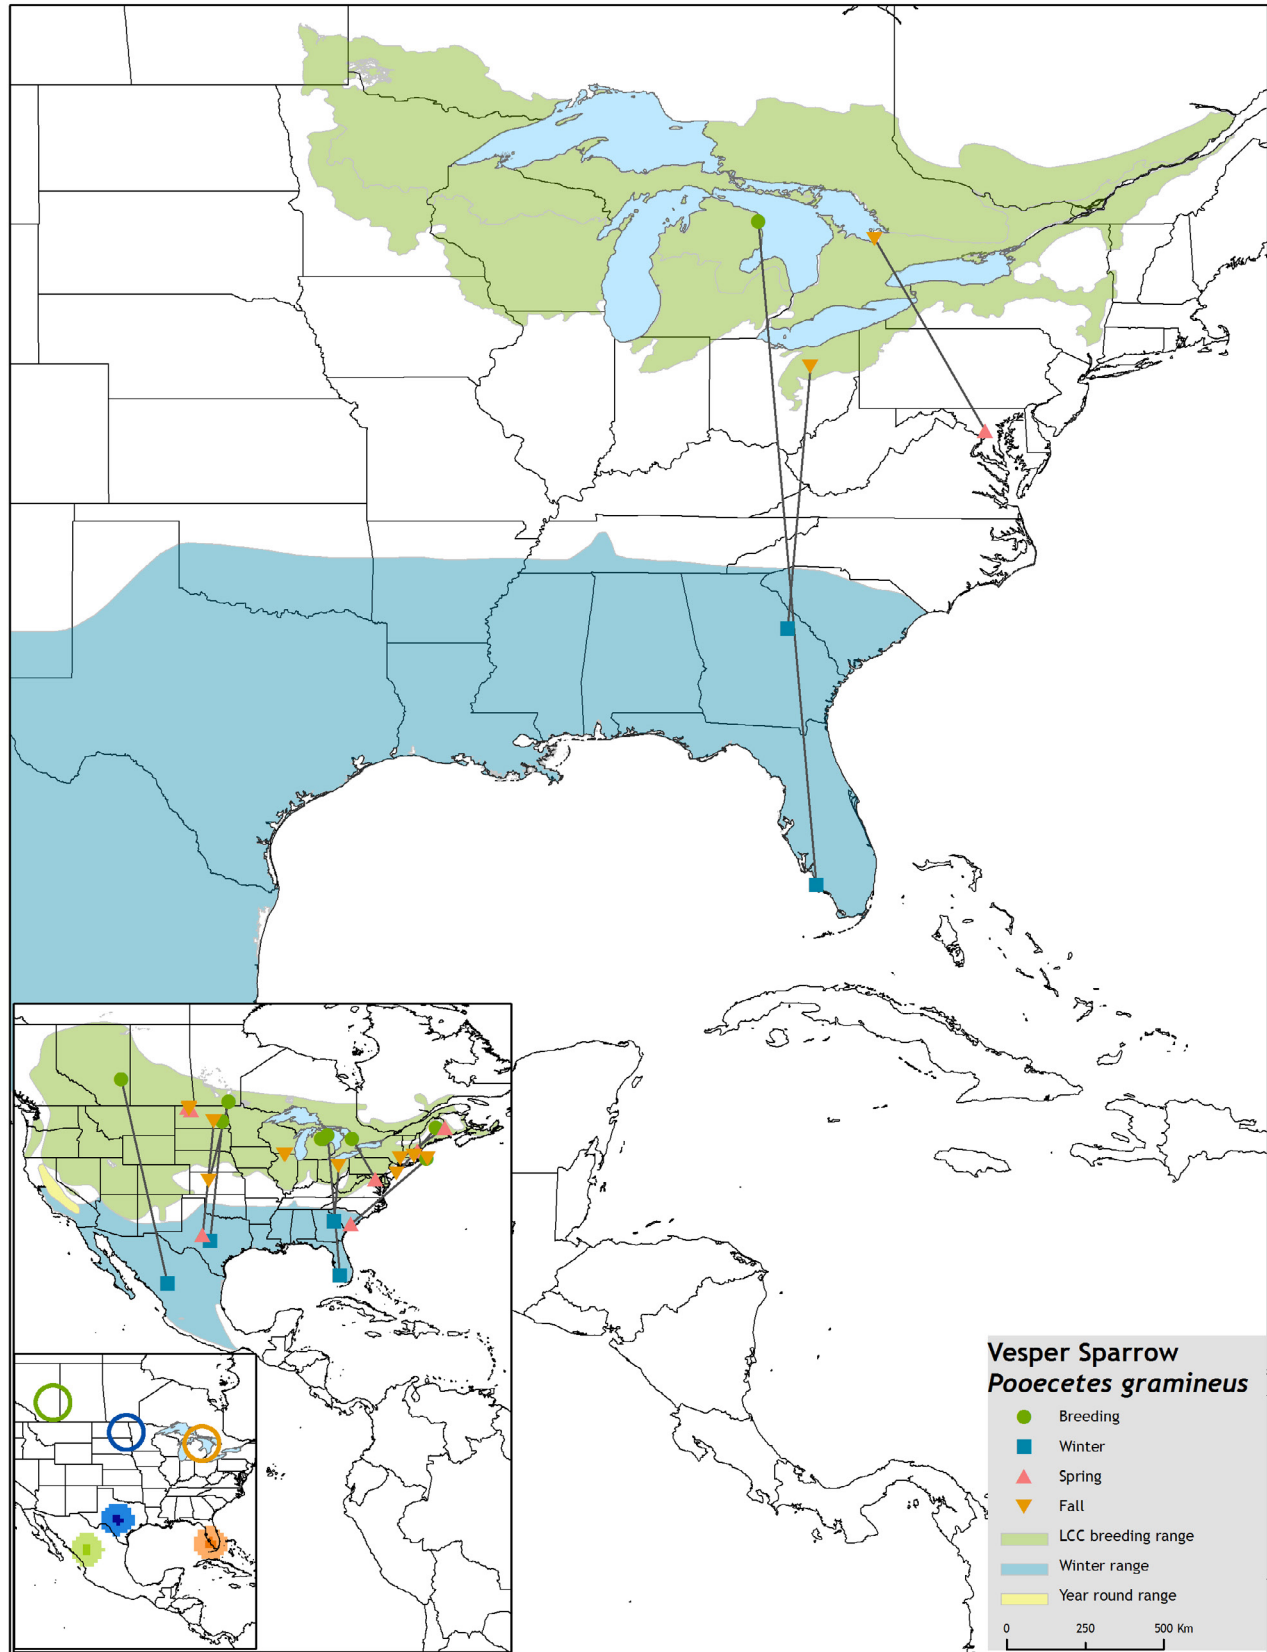 Vesper Sparrow
Pooecetes gramineus
Breeding
Winter
Spring
Fall
LCC breeding range
Winter range
Year round range
0 250 500 Km